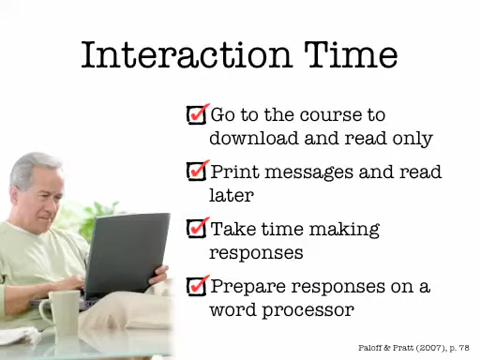 Interaction Time
Go to the course to
download and read only
Print messages and read
later
Take time making
responses
Prepare responses on a
word processor
Paloff & Pratt (2007), p. 78